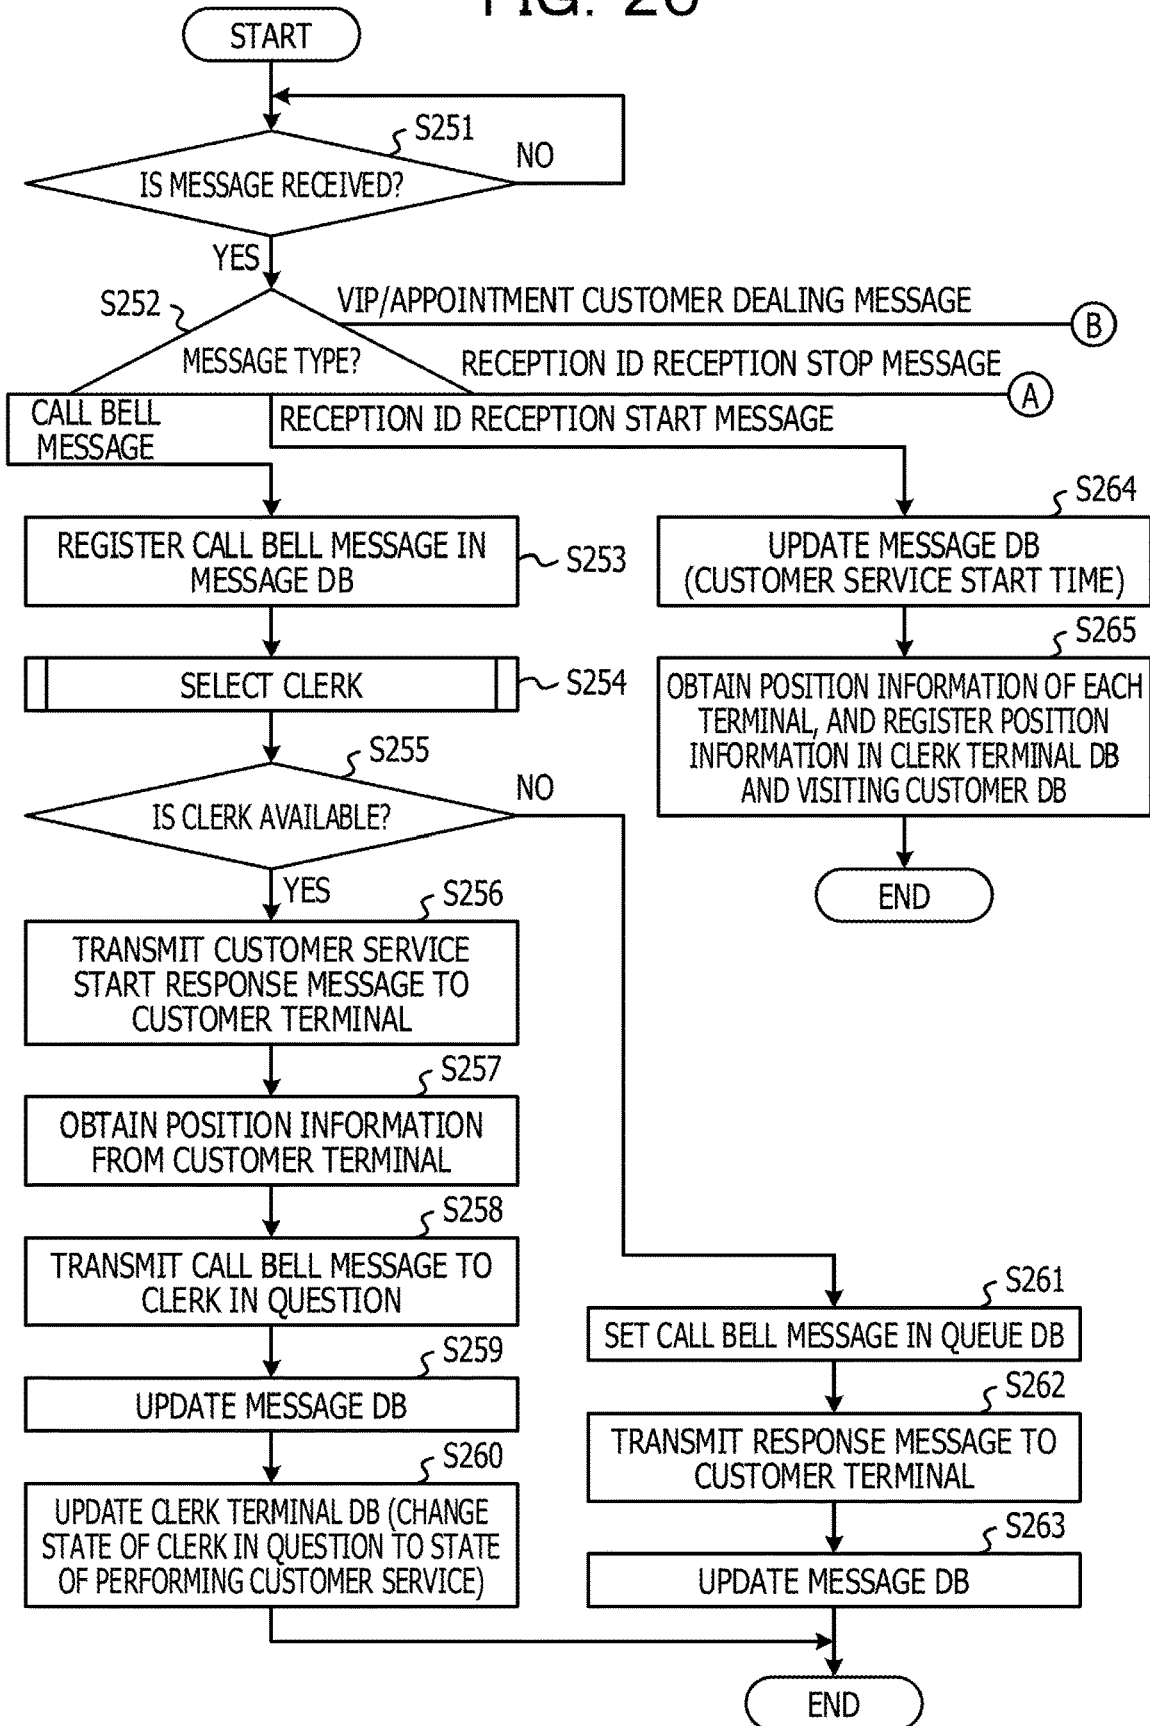 FIG. 26
START
S251
IS MESSAGE RECEIVED?
NO
YES
S252
MESSAGE TYPE?
VIP/APPOINTMENT CUSTOMER DEALING MESSAGE
B
RECEPTION ID RECEPTION STOP MESSAGE
A
CALL BELL
MESSAGE
RECEPTION ID RECEPTION START MESSAGE
REGISTER CALL BELL MESSAGE IN
MESSAGE DB
S253
SELECT CLERK
S254
S255
IS CLERK AVAILABLE?
NO
YES
S256
TRANSMIT CUSTOMER SERVICE
START RESPONSE MESSAGE TO
CUSTOMER TERMINAL
S257
OBTAIN POSITION INFORMATION
FROM CUSTOMER TERMINAL
S258
TRANSMIT CALL BELL MESSAGE TO
CLERK IN QUESTION
S259
UPDATE MESSAGE DB
S260
UPDATE CLERK TERMINAL DB (CHANGE
STATE OF CLERK IN QUESTION TO STATE
OF PERFORMING CUSTOMER SERVICE)
S264
UPDATE MESSAGE DB
(CUSTOMER SERVICE START TIME)
S265
OBTAIN POSITION INFORMATION OF EACH
TERMINAL, AND REGISTER POSITION
INFORMATION IN CLERK TERMINAL DB
AND VISITING CUSTOMER DB
END
S261
SET CALL BELL MESSAGE IN QUEUE DB
S262
TRANSMIT RESPONSE MESSAGE TO
CUSTOMER TERMINAL
S263
UPDATE MESSAGE DB
END